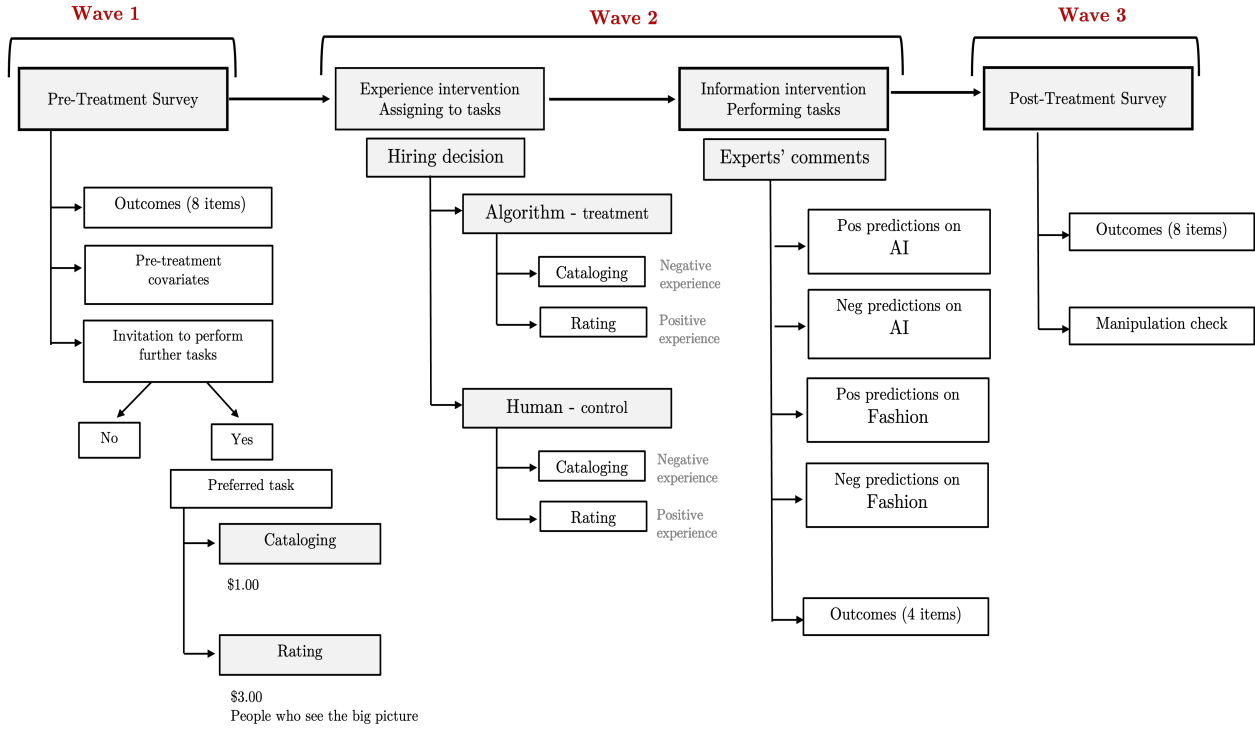 Wave 1
Pre-Treatment Survey
Outcomes (8 items)
Pre-treatment
covariates
Invitation to perform
further tasks
No
Yes
Preferred task
Cataloging
$1.00
Rating
$3.00
People who see the big picture
Wave 2
Experience intervention
Assigning to tasks
Hiring decision
Algorithm - treatment
Cataloging
Negative
experience
Rating
Positive
experience
Human - control
Cataloging
Negative
experience
Rating
Positive
experience
Information intervention
Performing tasks
Experts' comments
Pos predictions on
AI
Neg predictions on
AI
Pos predictions on
Fashion
Neg predictions on
Fashion
Outcomes (4 items)
Wave 3
Post-Treatment Survey
Outcomes (8 items)
Manipulation check